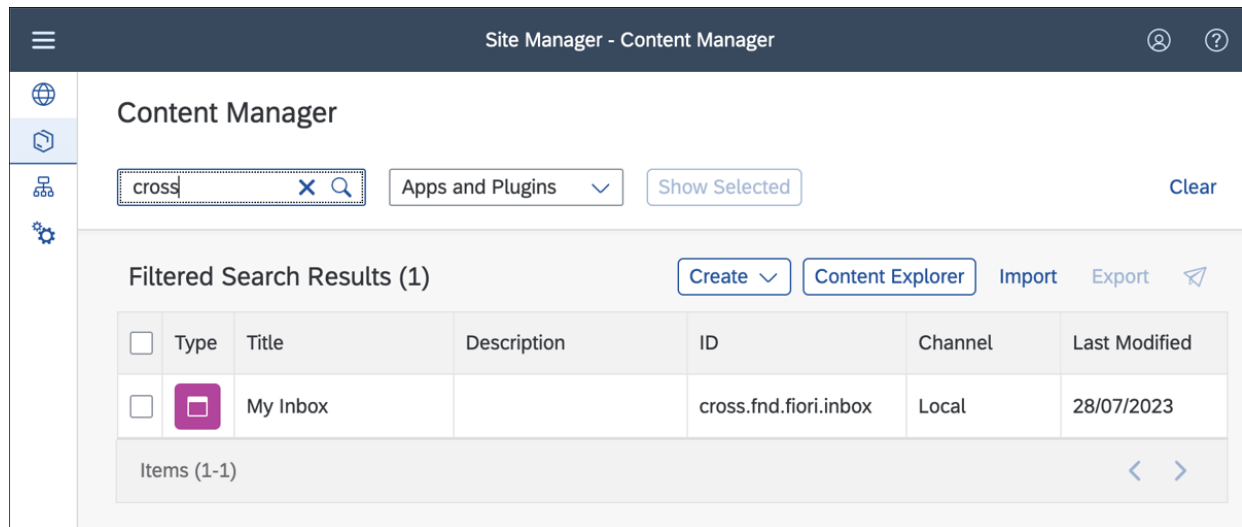 Site Manager - Content Manager
Content Manager
cross Apps and Plugins Show Selected Clear
Filtered Search Results (1) Create Content Explorer Import Export
Type Title Description ID Channel Last Modified
My Inbox cross.fnd.fiori.inbox Local 28/07/2023
Items (1-1)